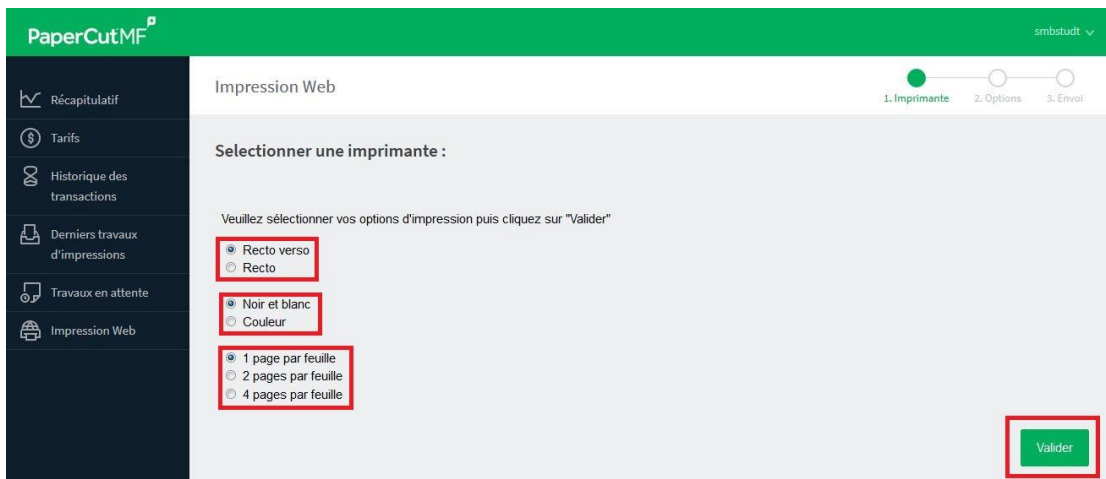 PaperCut MF
smbstudt
Récapitulatif
Tarifs
Historique des
transactions
Derniers travaux
d'impressions
Travaux en attente
Impression Web
Impression Web
1. Imprimante
2. Options
3. Envoi
Selectionner une imprimante :
Veuillez sélectionner vos options d'impression puis cliquez sur "Valider"
Recto verso
Recto
Noir et blanc
Couleur
1 page par feuille
2 pages par feuille
4 pages par feuille
Valider